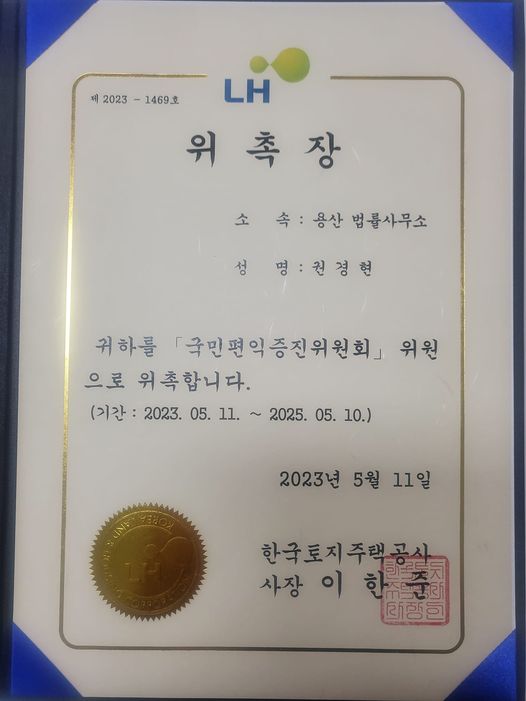 LH
제 2023 - 1469호
위 촉 장
소 속 : 용산 법률사무소
성 명 : 권 경 현
귀하를 「국민편익증진위원회」 위원
으로 위촉합니다.
(기간 : 2023. 05. 11. ~ 2025. 05. 10.)
2023년 5월 11일
한국토지주택공사
사장 이 한 준
LH